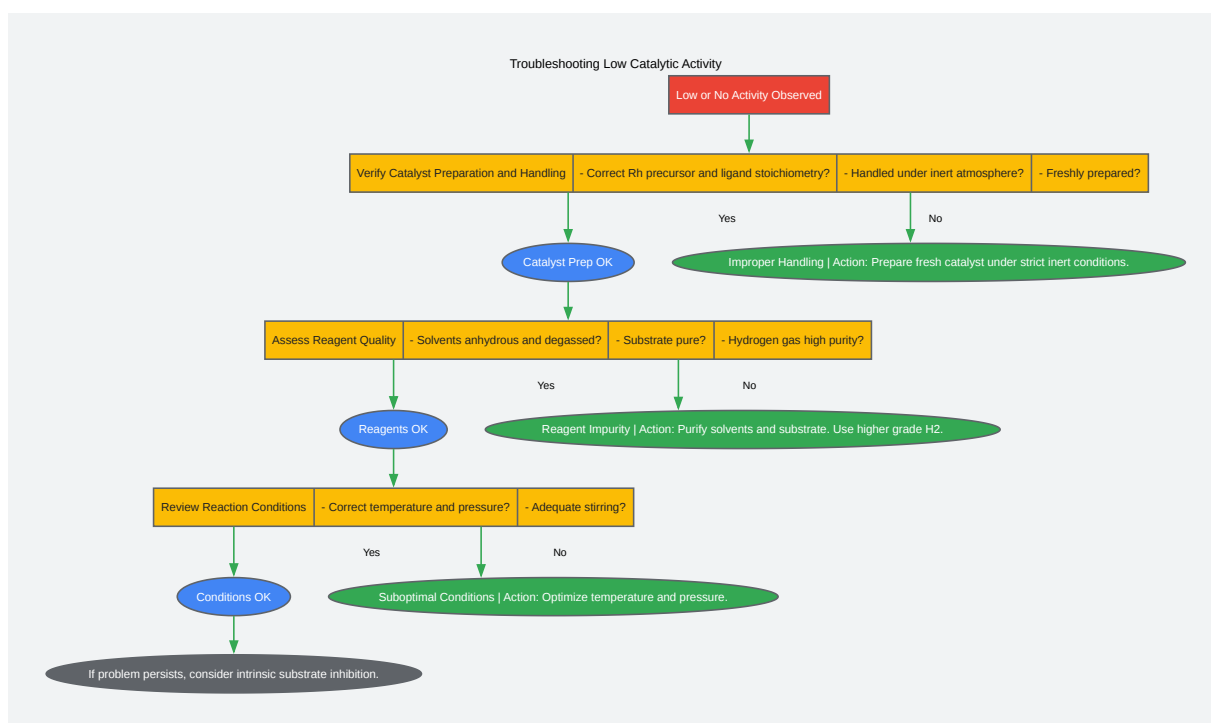 Troubleshooting Low Catalytic Activity
Low or No Activity Observed
Verify Catalyst Preparation and Handling
- Correct Rh precursor and ligand stoichiometry?
- Handled under inert atmosphere?
- Freshly prepared?
Yes
No
Catalyst Prep OK
Improper Handling | Action: Prepare fresh catalyst under strict inert conditions.
Assess Reagent Quality
- Solvents anhydrous and degassed?
- Substrate pure?
- Hydrogen gas high purity?
Yes
No
Reagents OK
Reagent Impurity | Action: Purify solvents and substrate. Use higher grade H2.
Review Reaction Conditions
- Correct temperature and pressure?
- Adequate stirring?
Yes
No
Conditions OK
Suboptimal Conditions | Action: Optimize temperature and pressure.
If problem persists, consider intrinsic substrate inhibition.